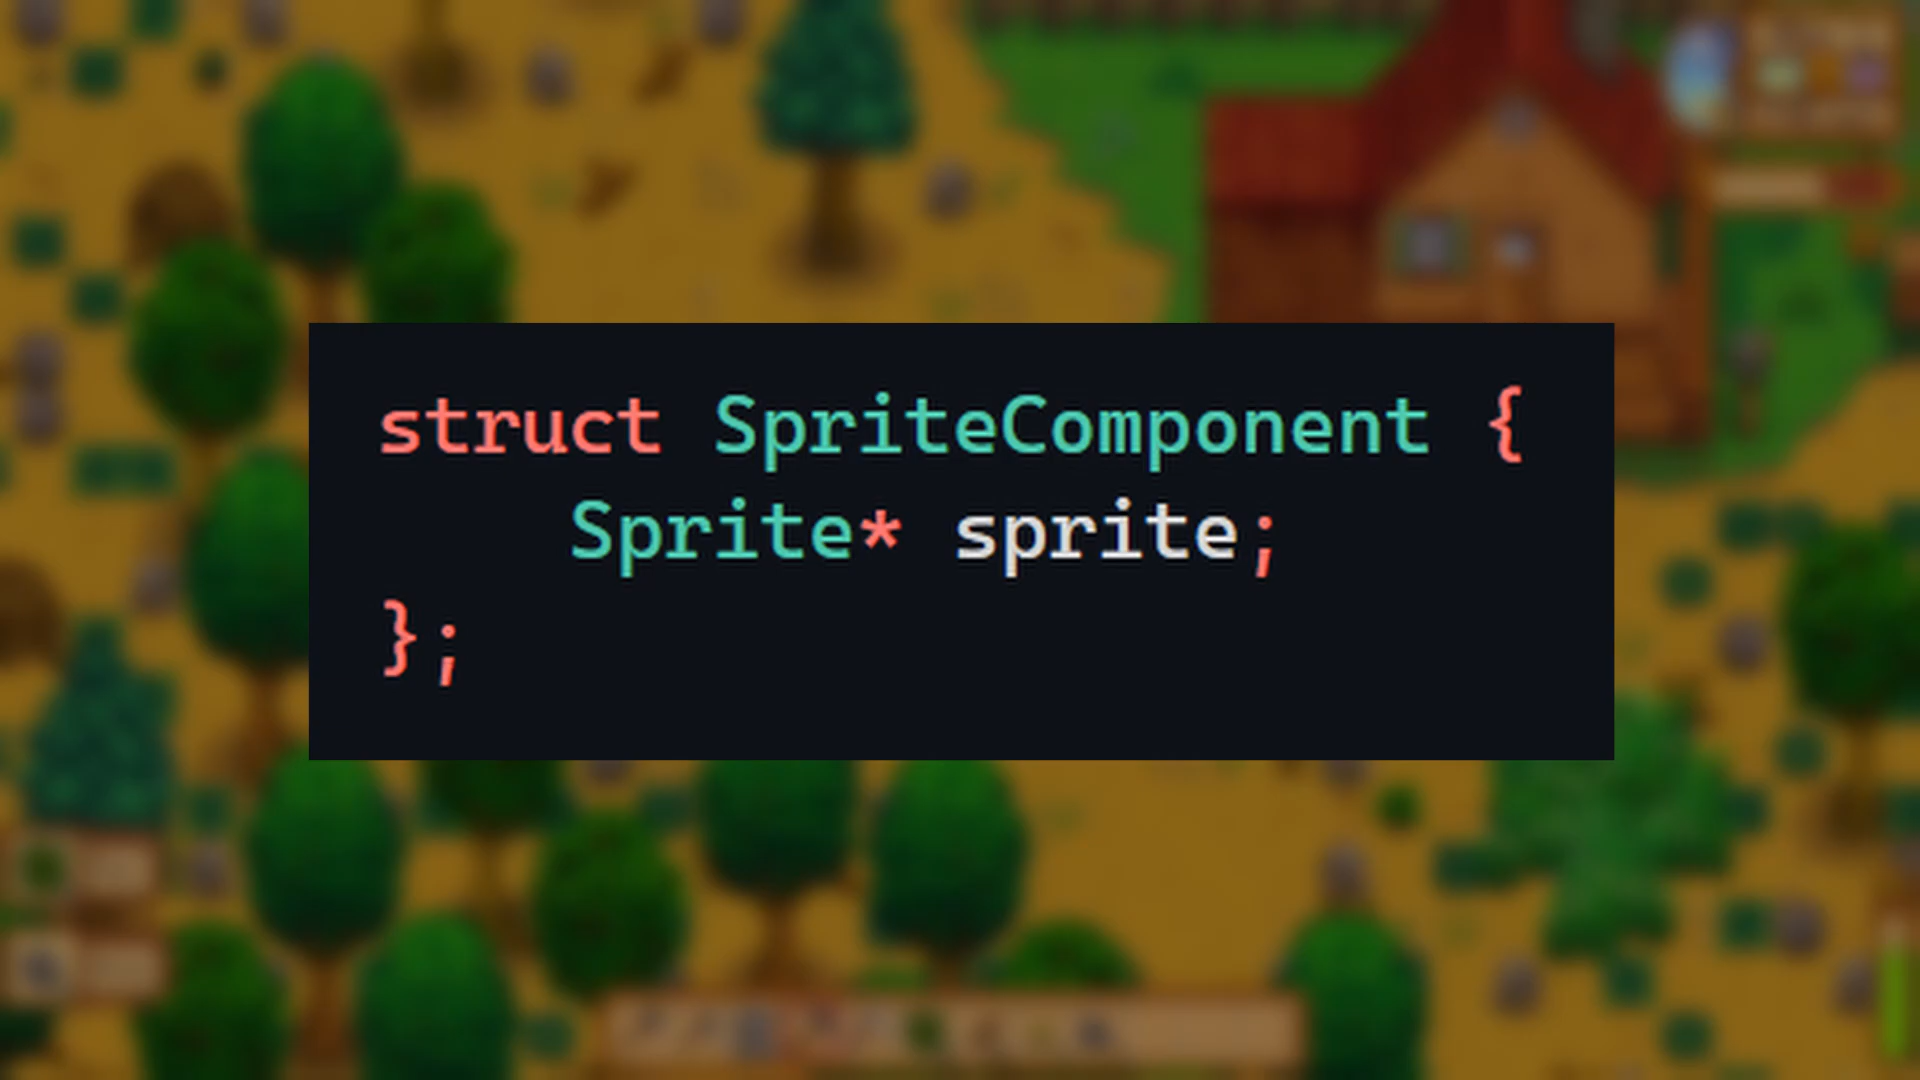 struct SpriteComponent {
    Sprite* sprite;
};